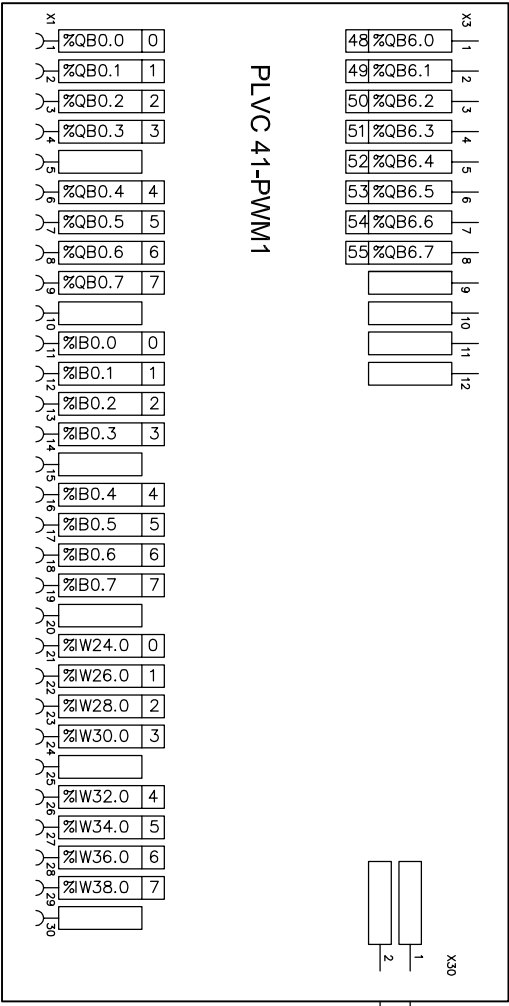 X1
1 %QB0.0 0
2 %QB0.1 1
3 %QB0.2 2
4 %QB0.3 3
5
6 %QB0.4 4
7 %QB0.5 5
8 %QB0.6 6
9 %QB0.7 7
10
11 %IB0.0 0
12 %IB0.1 1
13 %IB0.2 2
14 %IB0.3 3
15
16 %IB0.4 4
17 %IB0.5 5
18 %IB0.6 6
19 %IB0.7 7
20
21 %IW24.0 0
22 %IW26.0 1
23 %IW28.0 2
24 %IW30.0 3
25
26 %IW32.0 4
27 %IW34.0 5
28 %IW36.0 6
29 %IW38.0 7
30
PLVC 41-PWM1
X3
48 %QB6.0 1
49 %QB6.1 2
50 %QB6.2 3
51 %QB6.3 4
52 %QB6.4 5
53 %QB6.5 6
54 %QB6.6 7
55 %QB6.7 8
9
10
11
12
X30
1
2